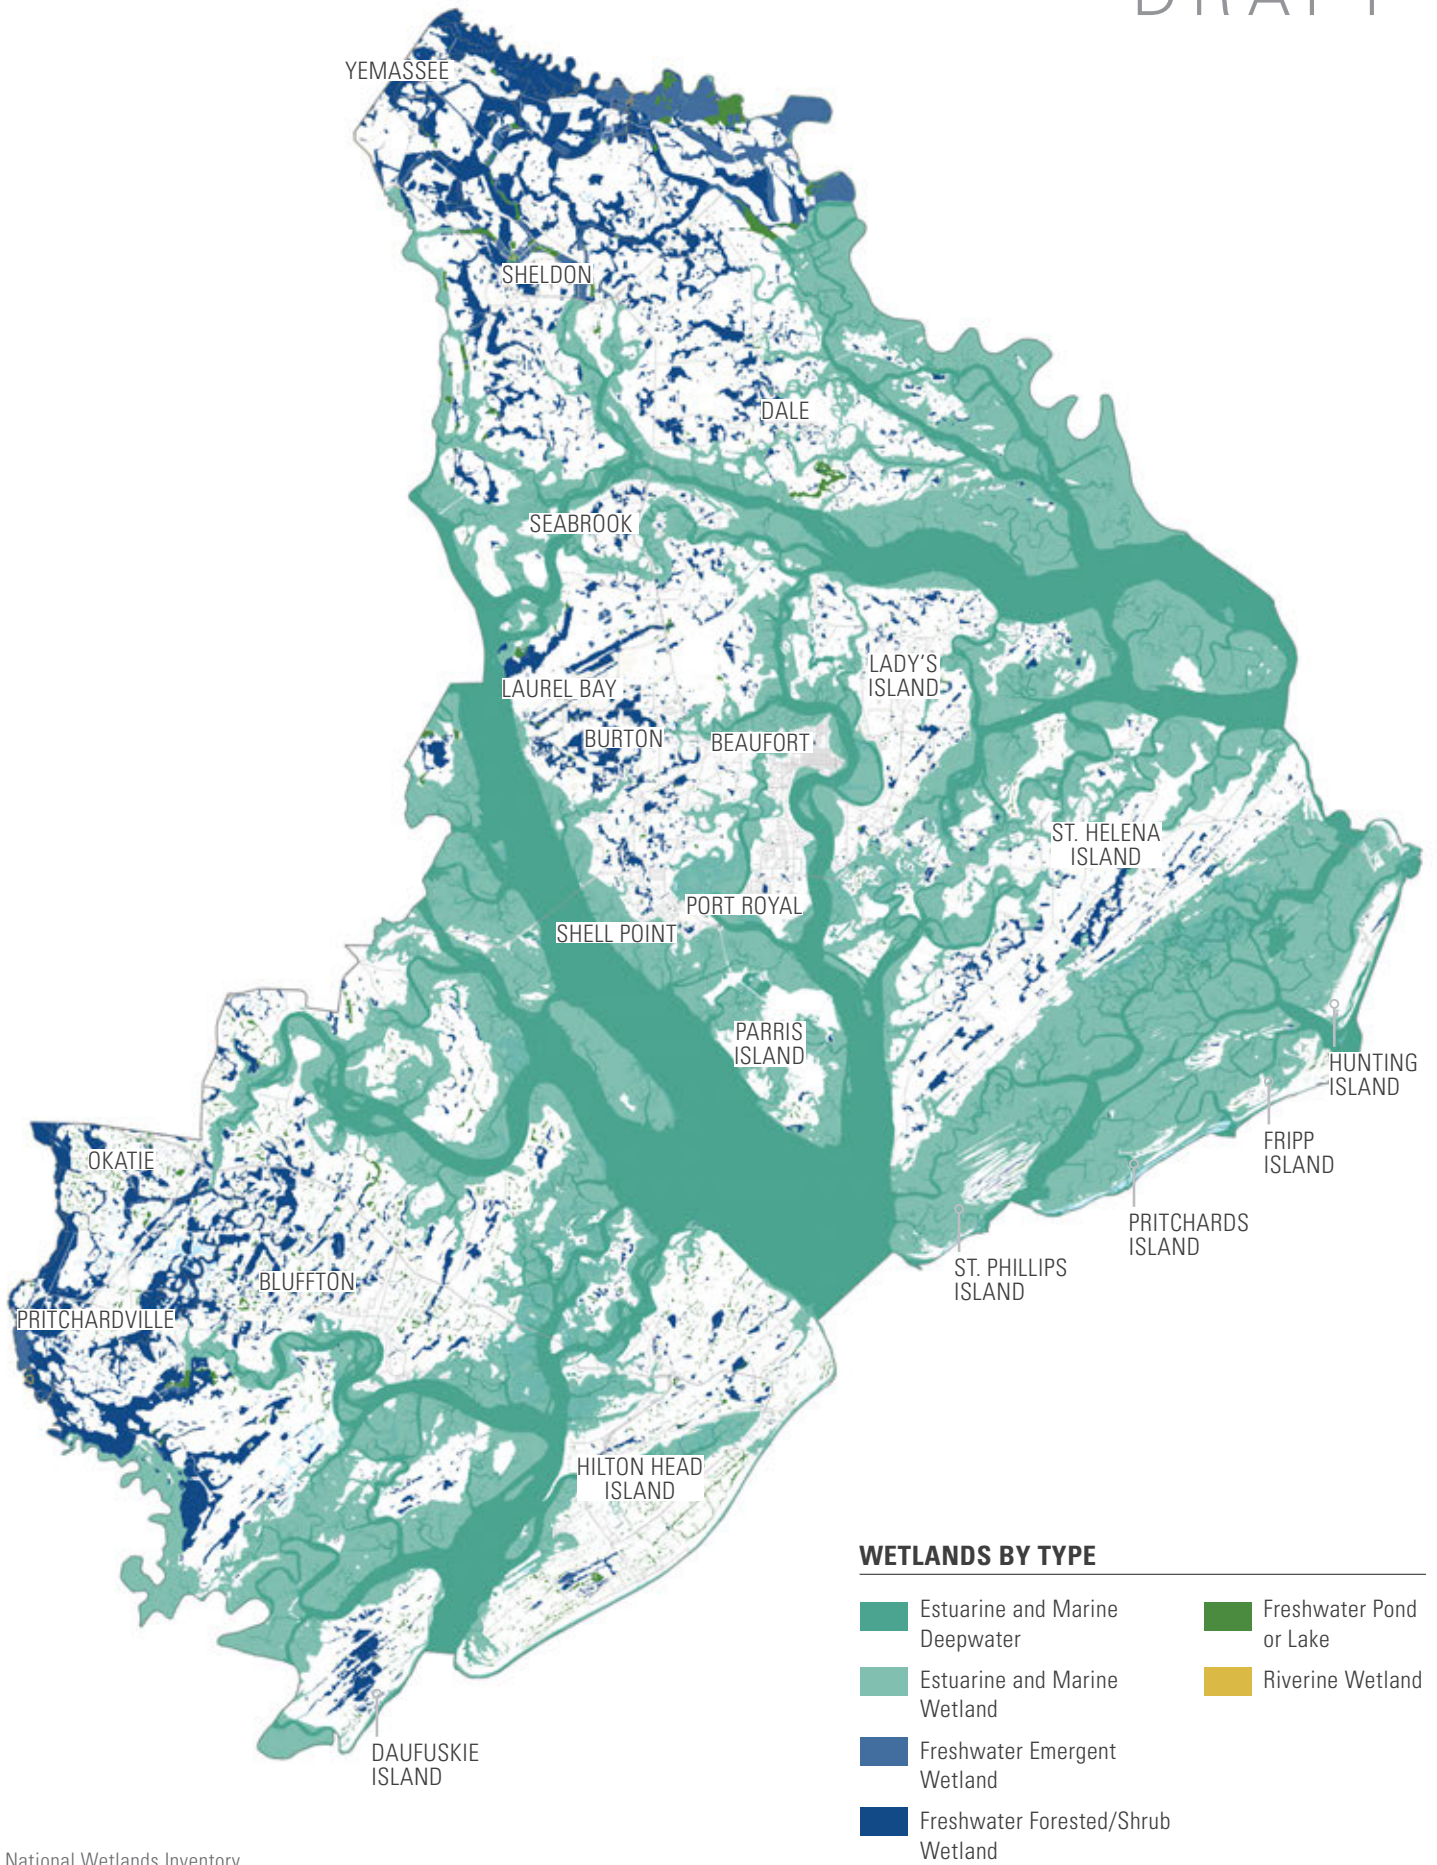 DRAFT
YEMASSEE
SHELDON
DALE
SEABROOK
LADY'S
ISLAND
LAUREL BAY
BURTON
BEAUFORT
ST. HELENA
ISLAND
PORT ROYAL
SHELL POINT
PARRIS
ISLAND
HUNTING
ISLAND
FRIPP
ISLAND
OKATIE
PRITCHARDS
ISLAND
ST. PHILLIPS
ISLAND
BLUFFTON
PRITCHARDVILLE
HILTON HEAD
ISLAND
DAUFUSKIE
ISLAND
WETLANDS BY TYPE
Estuarine and Marine
Deepwater
Estuarine and Marine
Wetland
Freshwater Emergent
Wetland
Freshwater Forested/Shrub
Wetland
Freshwater Pond
or Lake
Riverine Wetland
National Wetlands Inventory